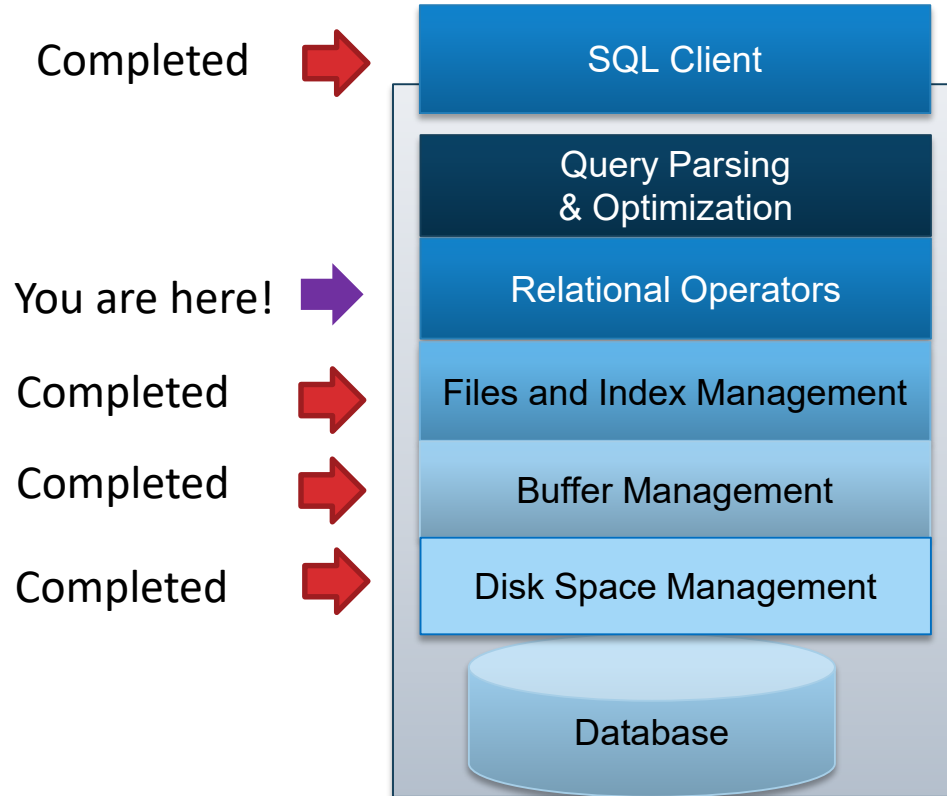 Completed
SQL Client
Query Parsing
& Optimization
You are here!
Relational Operators
Completed
Files and Index Management
Completed
Buffer Management
Completed
Disk Space Management
Database